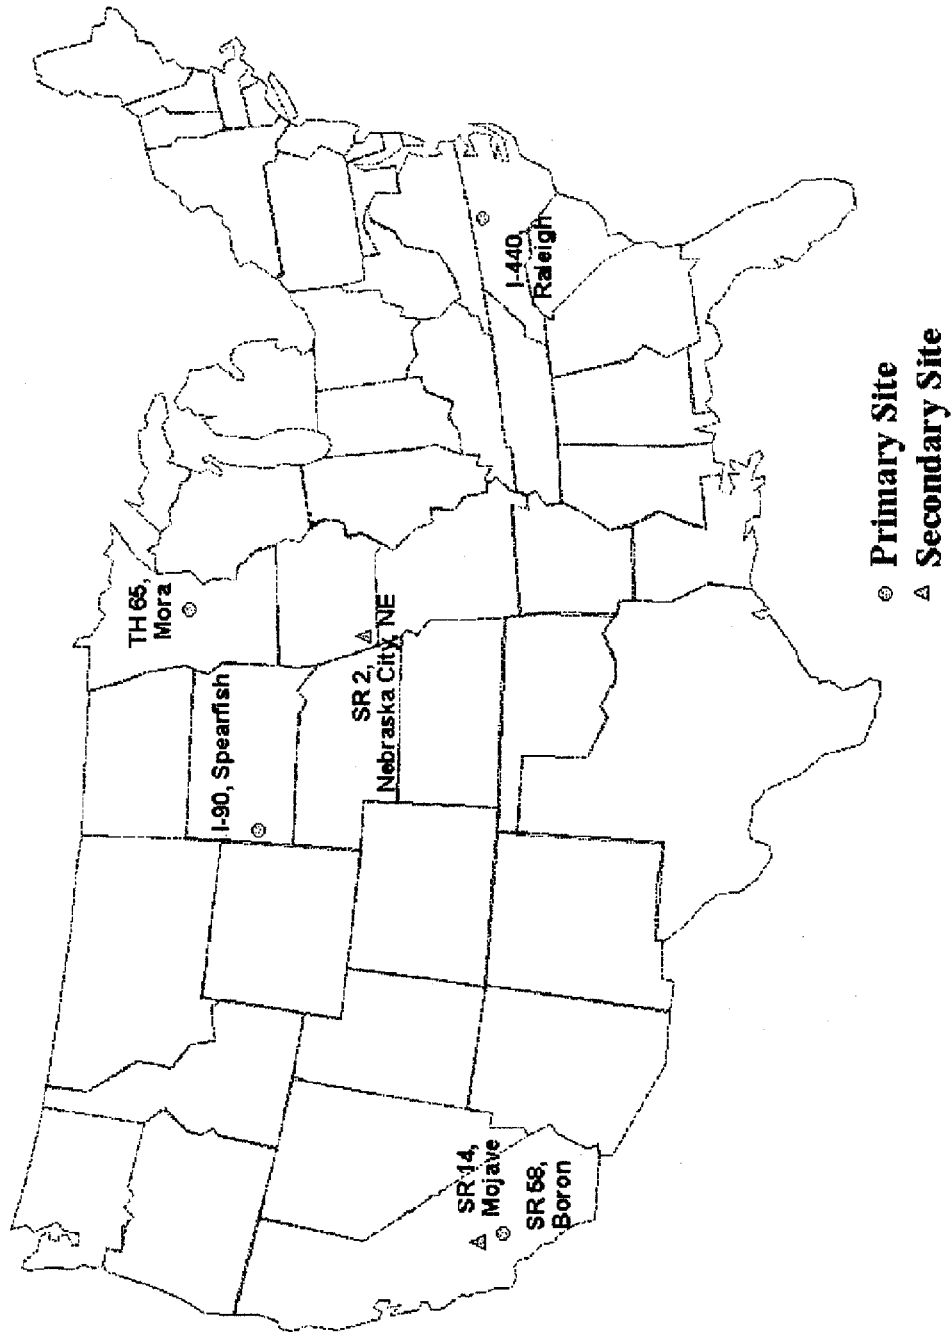 TH 65,
Mora
I-90, Spearfish
SR 2,
Nebraska City, NE
I-440,
Raleigh
SR 14,
Mojave
SR 58,
Boron
Primary Site
Secondary Site